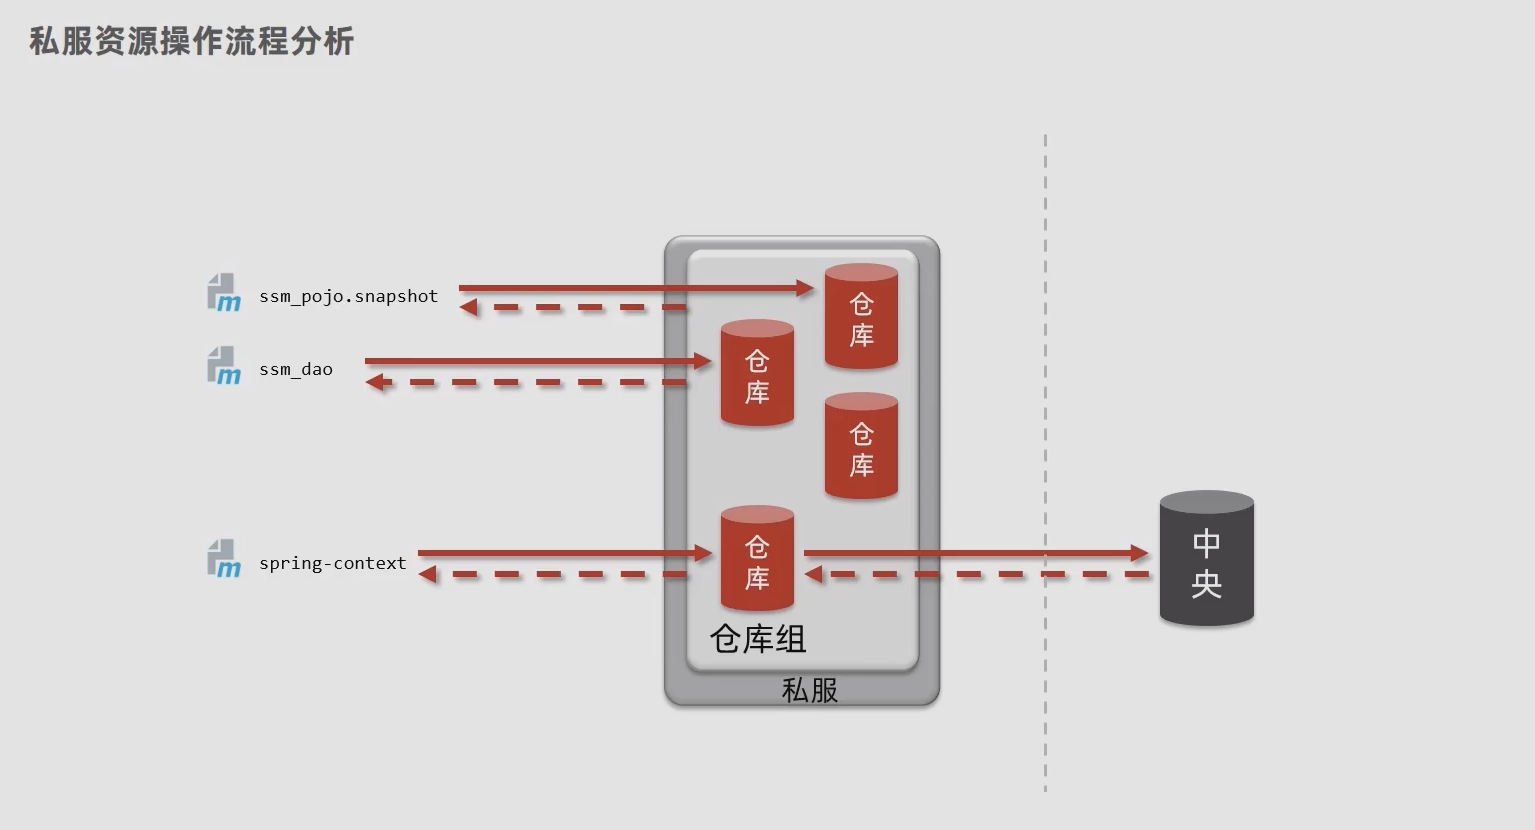 私服资源操作流程分析
ssm_pojo.snapshot
ssm_dao
spring-context
仓
库
仓
库
仓
库
仓
库
仓库组
私服
中
央
m
m
m